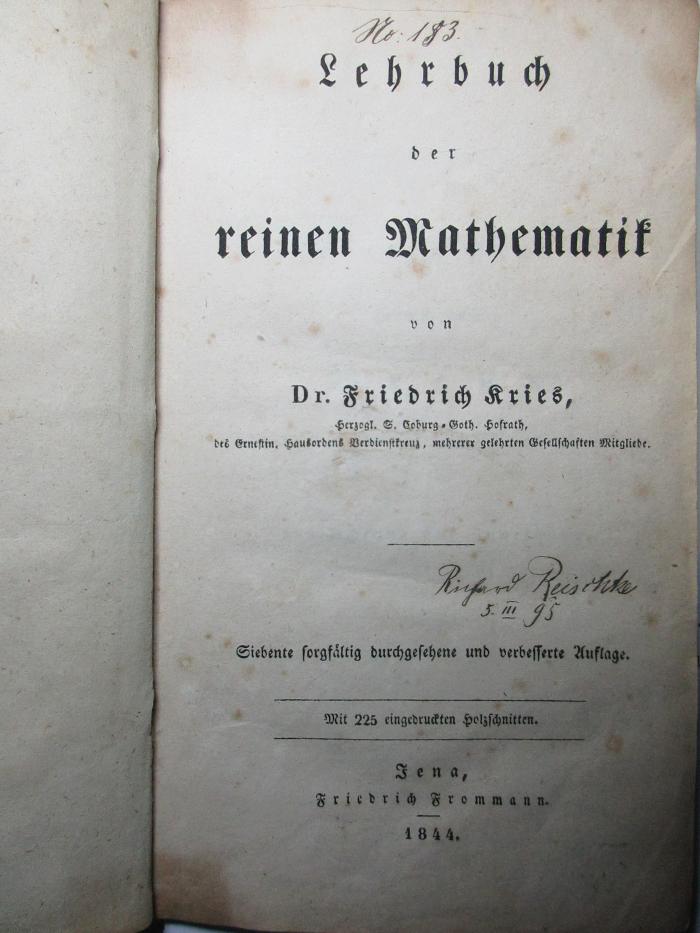 No: 183.
Lehrbuch
der
reinen Mathematik
von
Dr. Friedrich Kries,
Herzogl. S. Coburg-Goth. Hofrath,
des Ernestin. Hausordens Verdienstkreuz, mehrerer gelehrten Gesellschaften Mitgliede.
Richard Reischke
5. III 95
Siebente sorgfältig durchgesehene und verbesserte Auflage.
Mit 225 eingedruckten Holzschnitten.
Jena,
Friedrich Frommann.
1844.